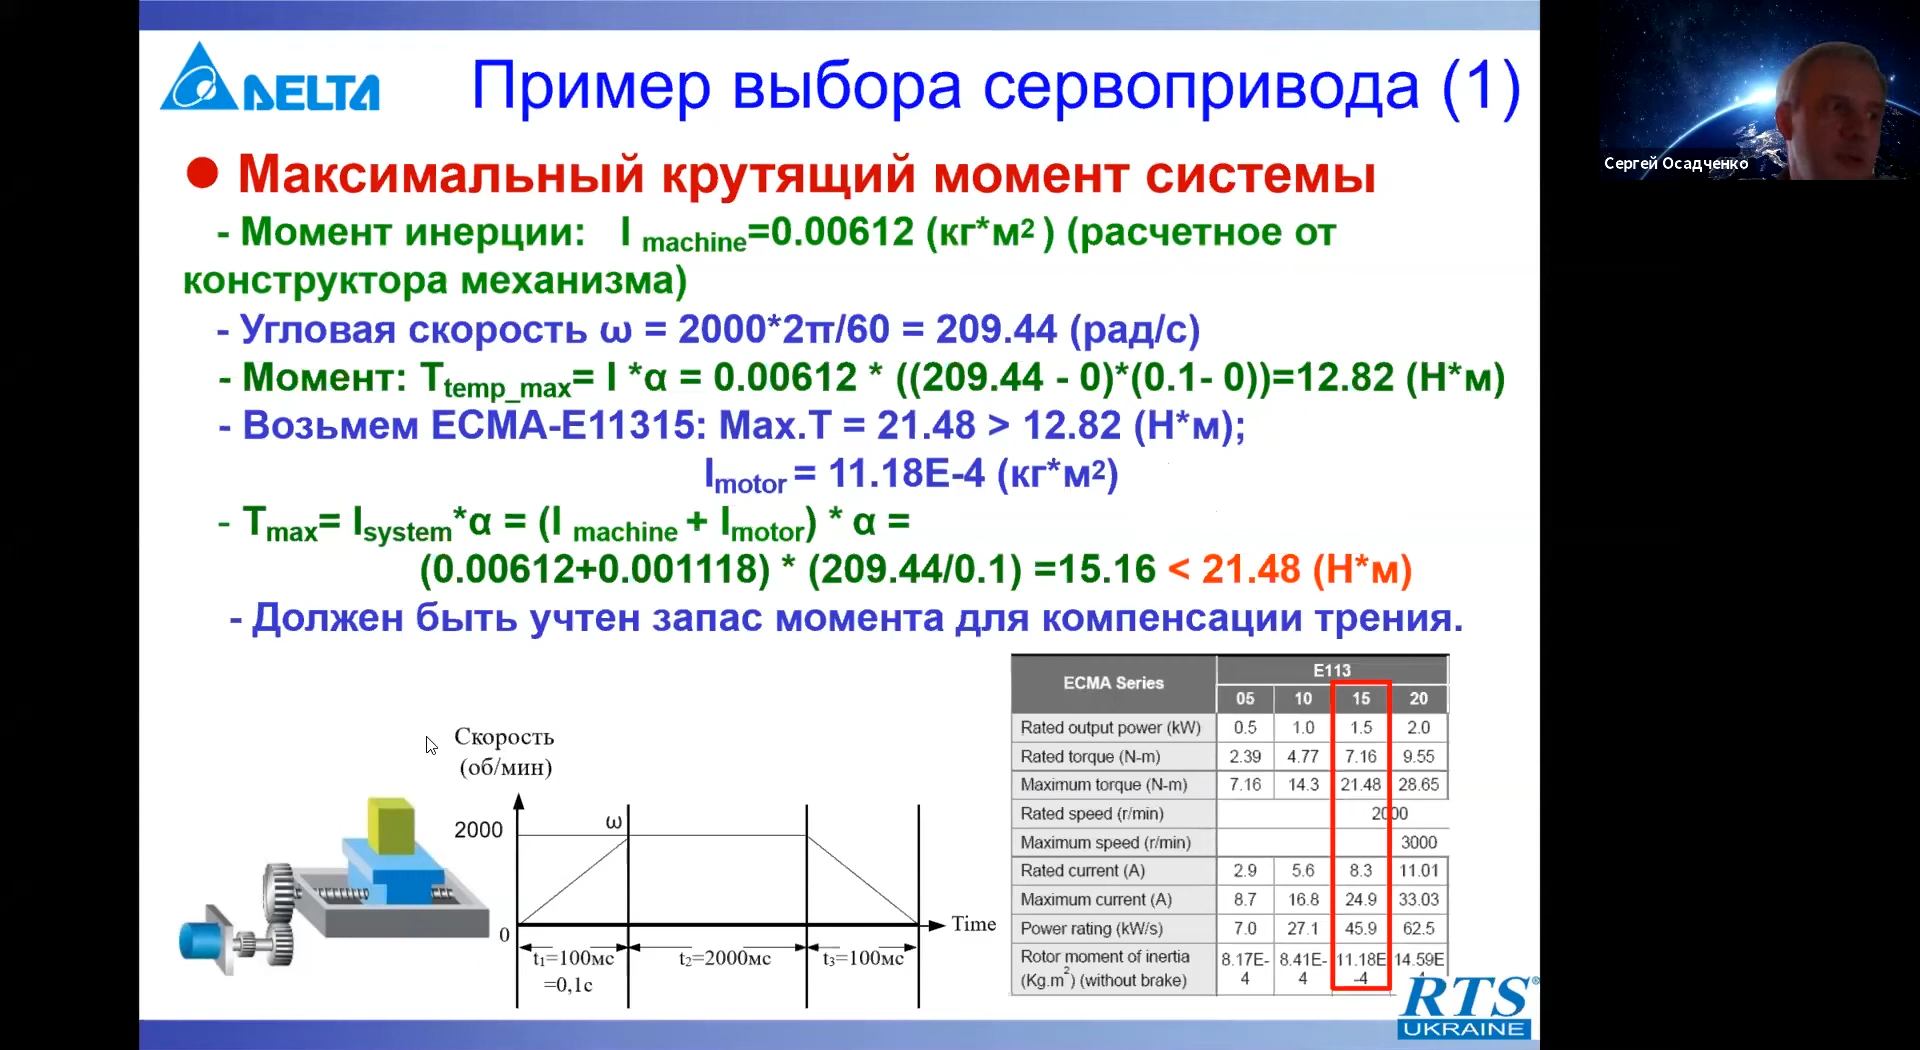 DELTA
Пример выбора сервопривода (1)
Сергей Осадченко
● Максимальный крутящий момент системы
- Момент инерции: I machine=0.00612 (кг*м2 ) (расчетное от
конструктора механизма)
- Угловая скорость ω = 2000*2π/60 = 209.44 (рад/с)
- Момент: Ttemp_max= I *α = 0.00612 * ((209.44 - 0)*(0.1- 0))=12.82 (Н*м)
- Возьмем ECMA-E11315: Max.T = 21.48 > 12.82 (Н*м);
Imotor = 11.18E-4 (кг*м2)
- Tmax= Isystem*α = (I machine + Imotor) * α =
(0.00612+0.001118) * (209.44/0.1) =15.16 < 21.48 (Н*м)
- Должен быть учтен запас момента для компенсации трения.
Скорость
(об/мин)
2000
ω
0
Time
t1=100мс
=0,1с
t2=2000мс
t3=100мс
ECMA Series E113
05 10 15 20
Rated output power (kW) 0.5 1.0 1.5 2.0
Rated torque (N-m) 2.39 4.77 7.16 9.55
Maximum torque (N-m) 7.16 14.3 21.48 28.65
Rated speed (r/min) 2000
Maximum speed (r/min) 3000
Rated current (A) 2.9 5.6 8.3 11.01
Maximum current (A) 8.7 16.8 24.9 33.03
Power rating (kW/s) 7.0 27.1 45.9 62.5
Rotor moment of inertia 8.17E- 8.41E- 11.18E 14.59E
(Kg.m2) (without brake) 4 4 -4
RTS®
UKRAINE